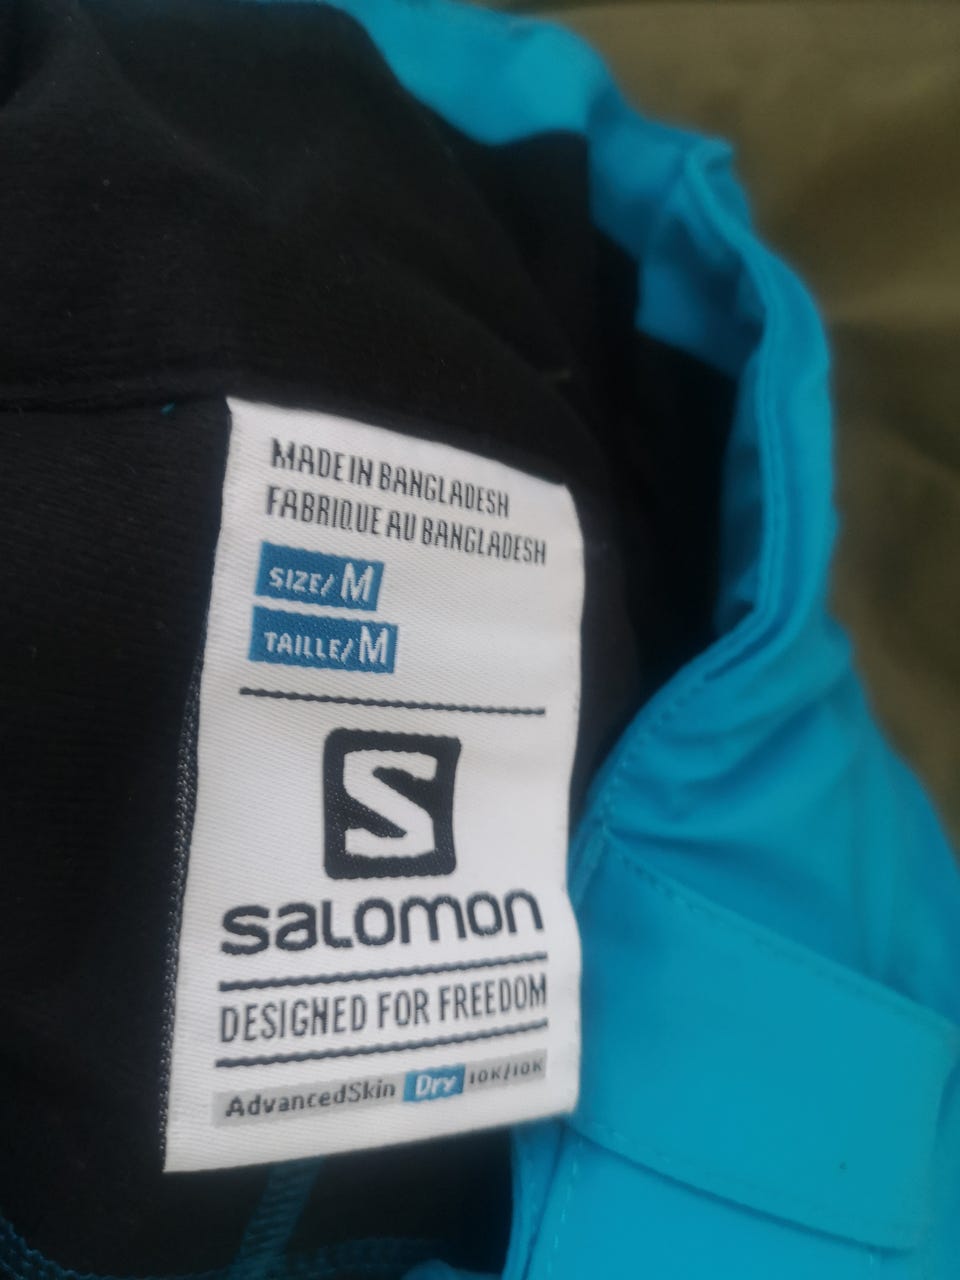 MADE IN BANGLADESH
FABRIQUE AU BANGLADESH
SIZE/ M
TAILLE/ M
S
salomon
DESIGNED FOR FREEDOM
AdvancedSkin Dry 10K/10K